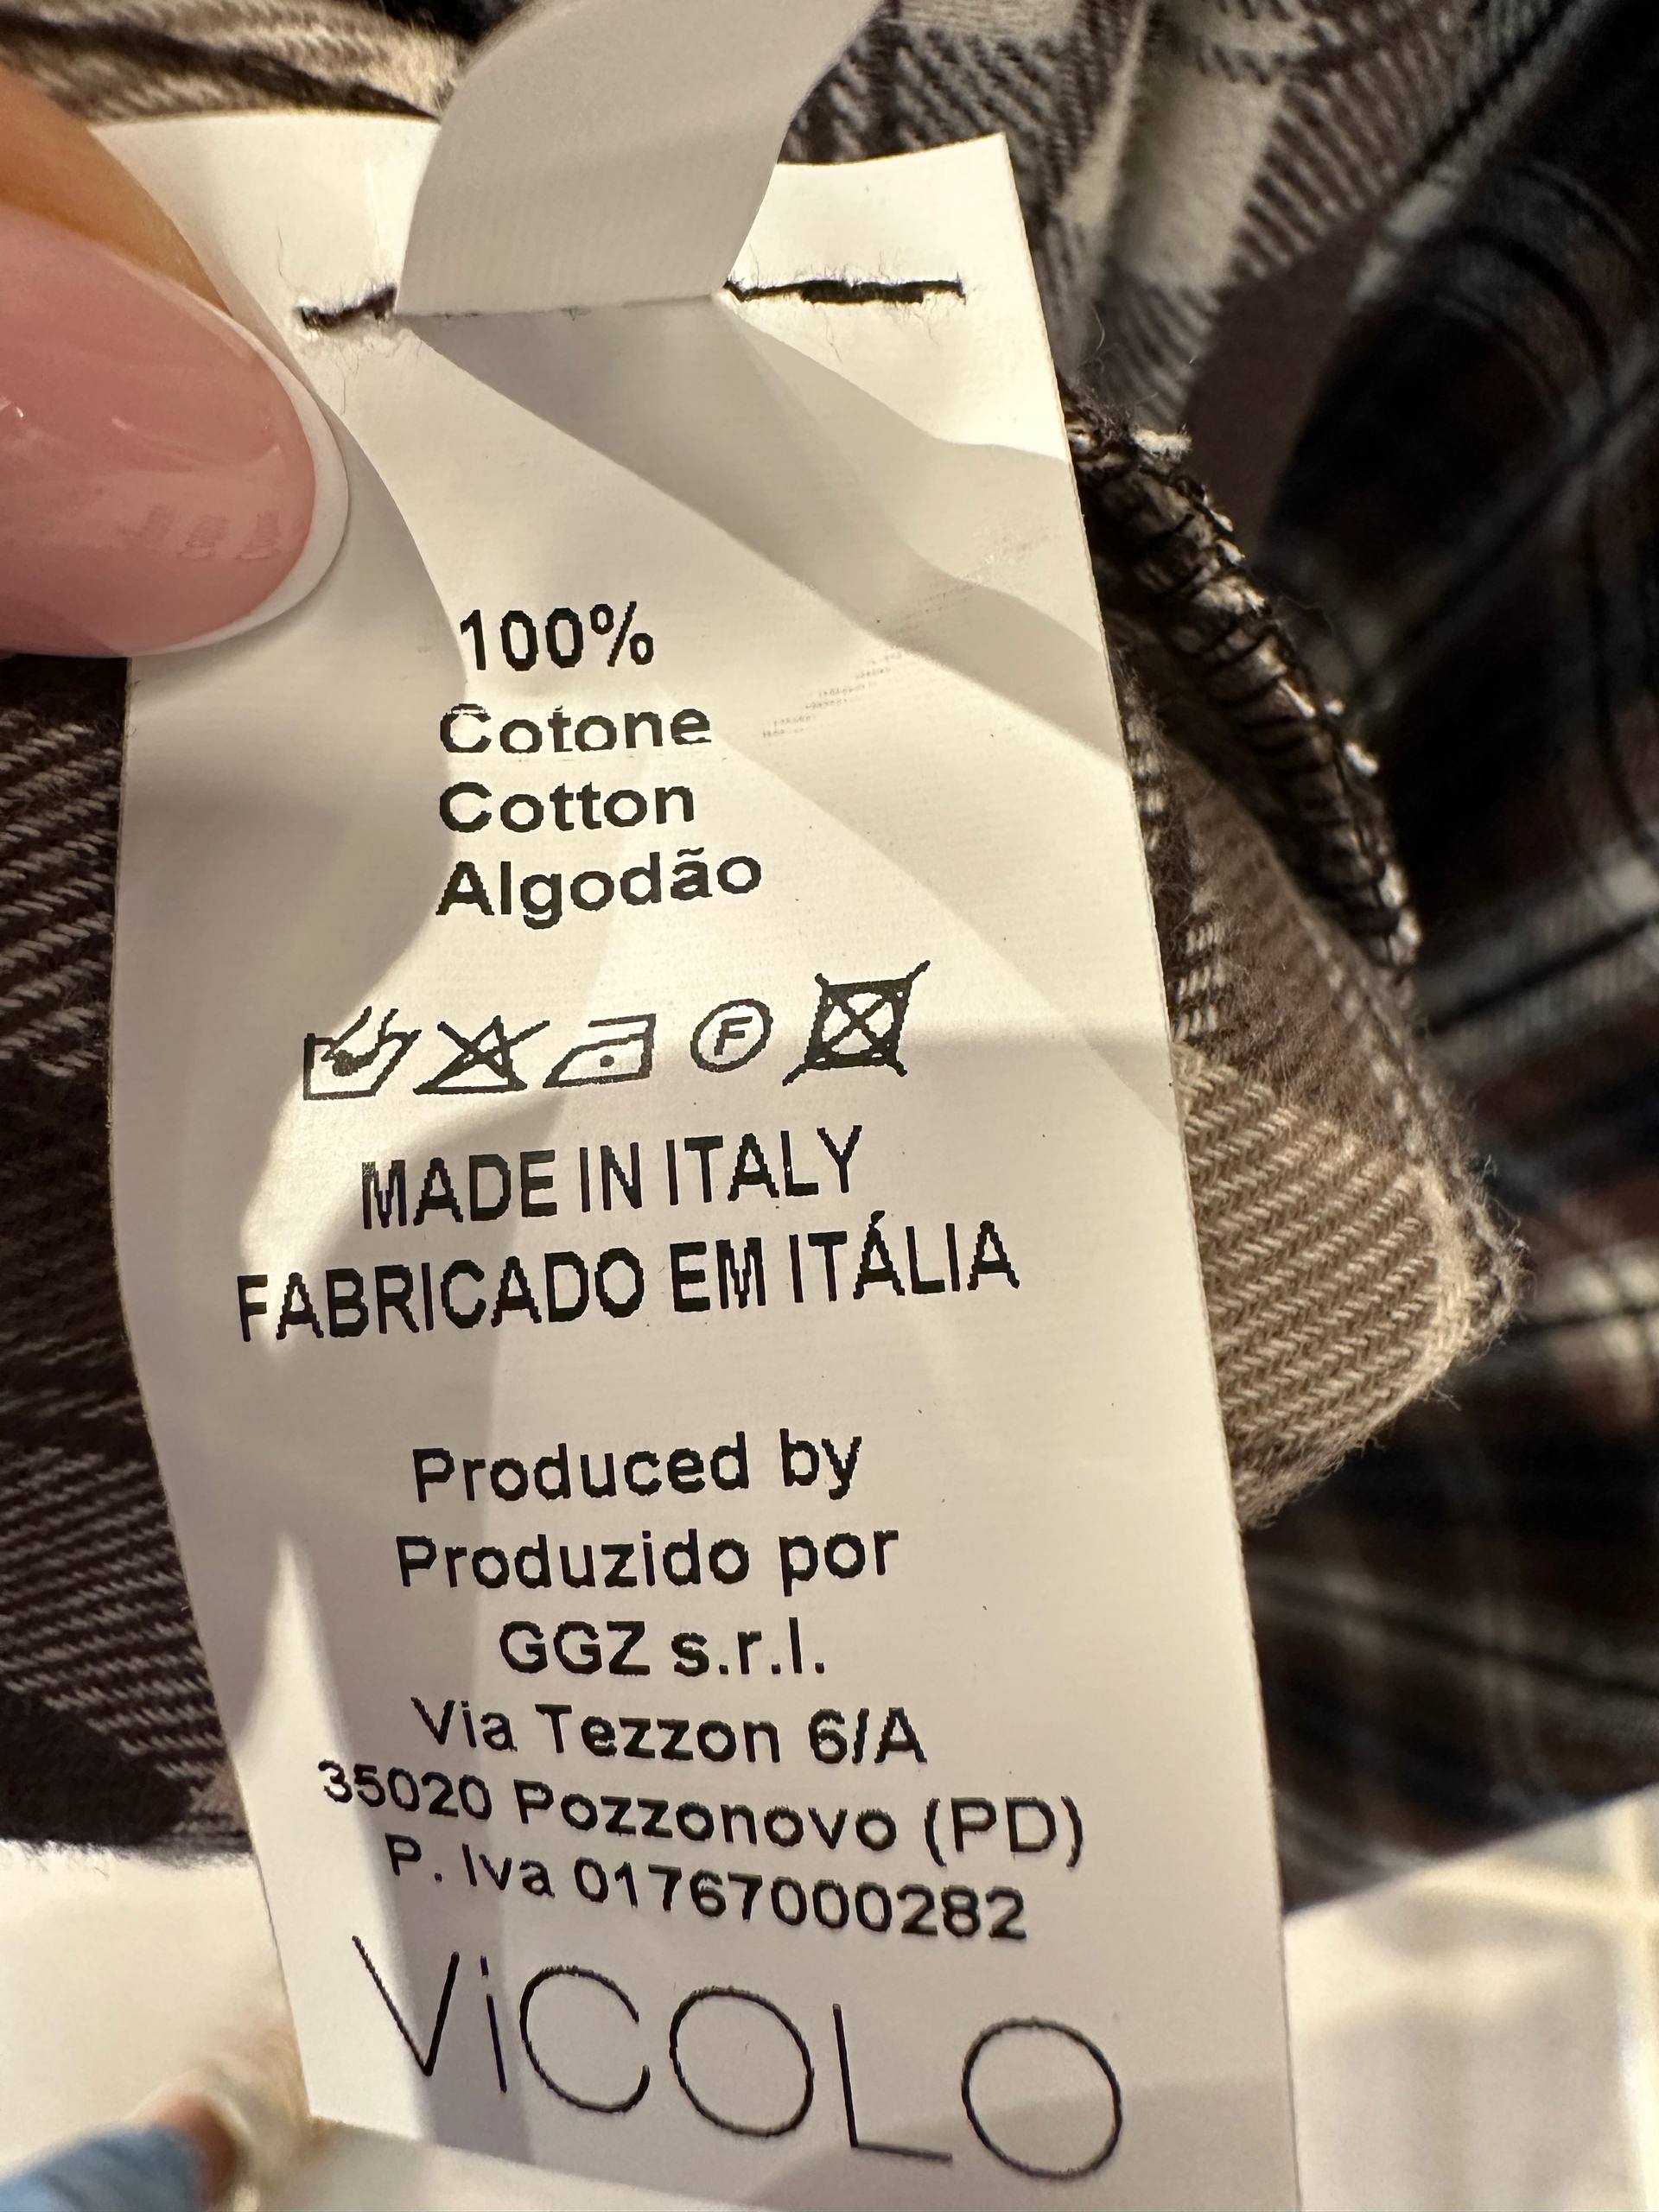 100%
Cotone
Cotton
Algodão
F
MADE IN ITALY
FABRICADO EM ITÁLIA
Produced by
Produzido por
GGZ s.r.l.
Via Tezzon 6/A
35020 Pozzonovo (PD)
P. Iva 01767000282
ViCOLO